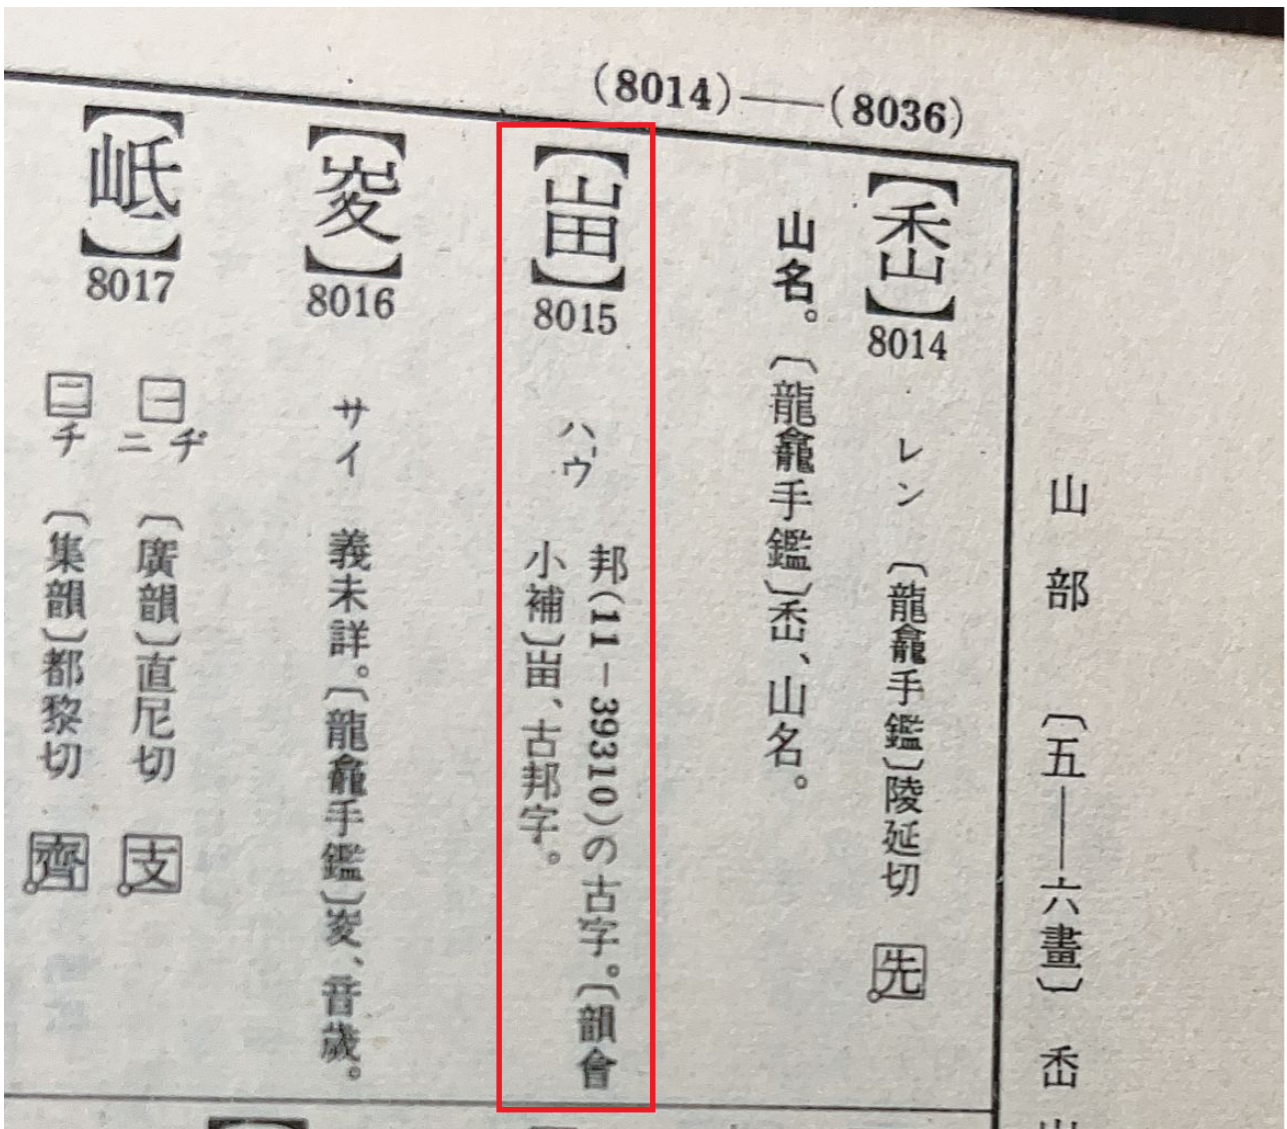 (8014)——(8036)
山部 〔五——六畫〕 岙
【岙】8014 レン 〔龍龕手鑑〕陵延切 先
山名。〔龍龕手鑑〕岙、山名。
【峀】8015 ハウ 邦(11-39310)の古字。〔韻會
小補〕峀、古邦字。
【㚇】8016 サイ 義未詳。〔龍龕手鑑〕㚇、音歲。
【岻】8017 一 ヂ ニ 〔廣韻〕直尼切 支
二 チ 〔集韻〕都黎切 齊